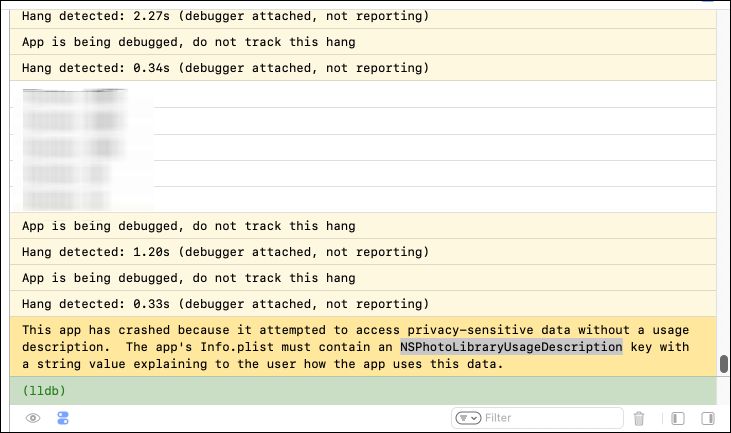 Hang detected: 2.27s (debugger attached, not reporting)
App is being debugged, do not track this hang
Hang detected: 0.34s (debugger attached, not reporting)
App is being debugged, do not track this hang
Hang detected: 1.20s (debugger attached, not reporting)
App is being debugged, do not track this hang
Hang detected: 0.33s (debugger attached, not reporting)
This app has crashed because it attempted to access privacy-sensitive data without a usage
description.  The app's Info.plist must contain an NSPhotoLibraryUsageDescription key with
a string value explaining to the user how the app uses this data.
(lldb)
Filter